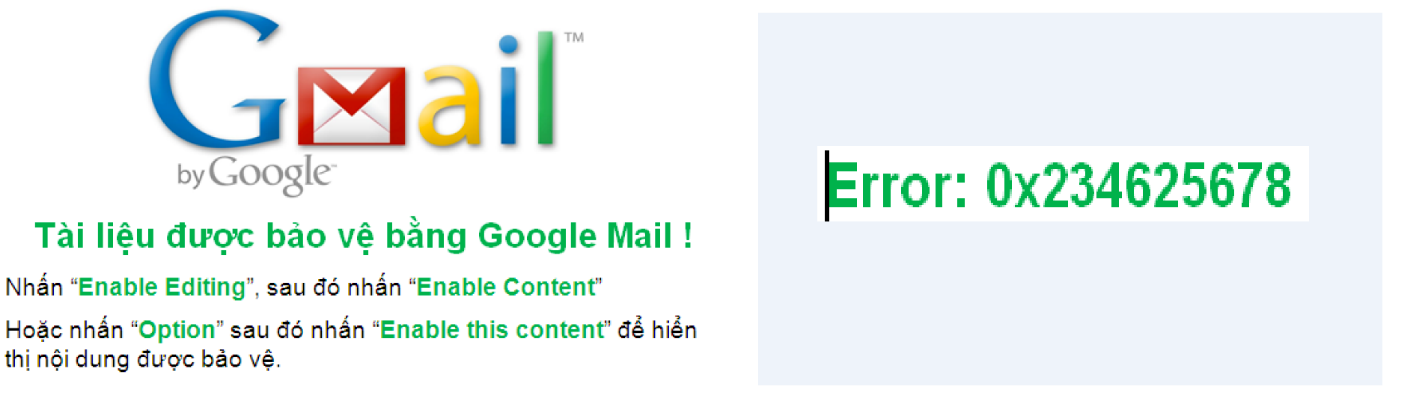 Gmail™
by Google™
Tài liệu được bảo vệ bằng Google Mail !
Nhấn “Enable Editing”, sau đó nhấn “Enable Content”
Hoặc nhấn “Option” sau đó nhấn “Enable this content” để hiển
thị nội dung được bảo vệ.
Error: 0x234625678